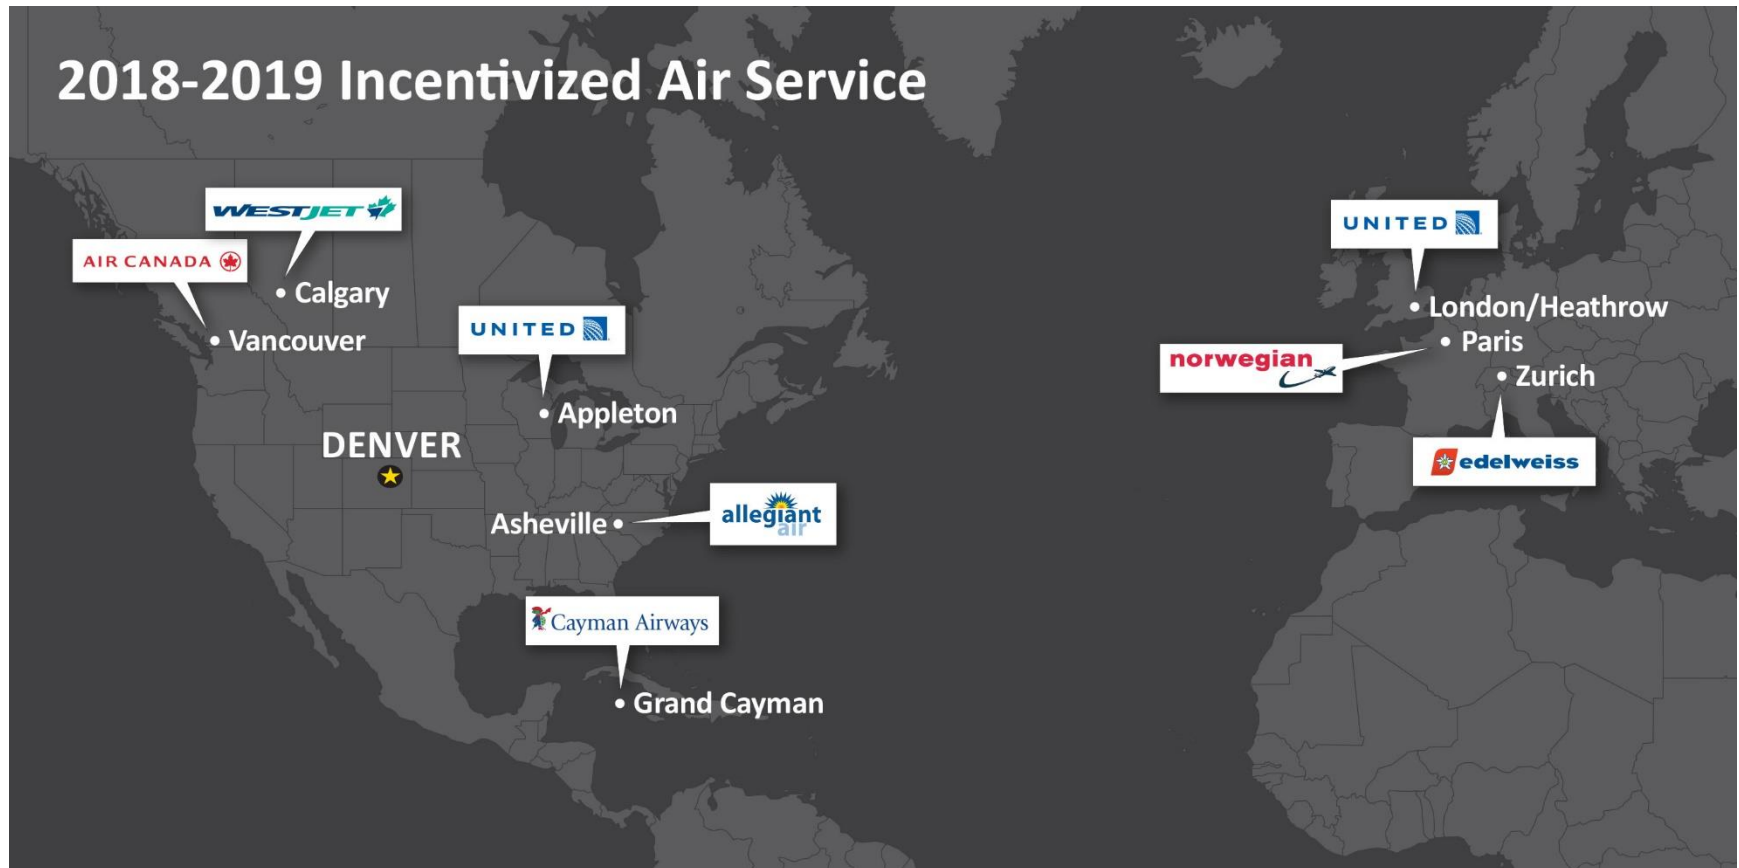 2018-2019 Incentivized Air Service
WESTJET
AIR CANADA
• Calgary
• Vancouver
UNITED
• Appleton
DENVER
Asheville •
allegiant
air
Cayman Airways
• Grand Cayman
UNITED
• London/Heathrow
• Paris
norwegian
• Zurich
edelweiss